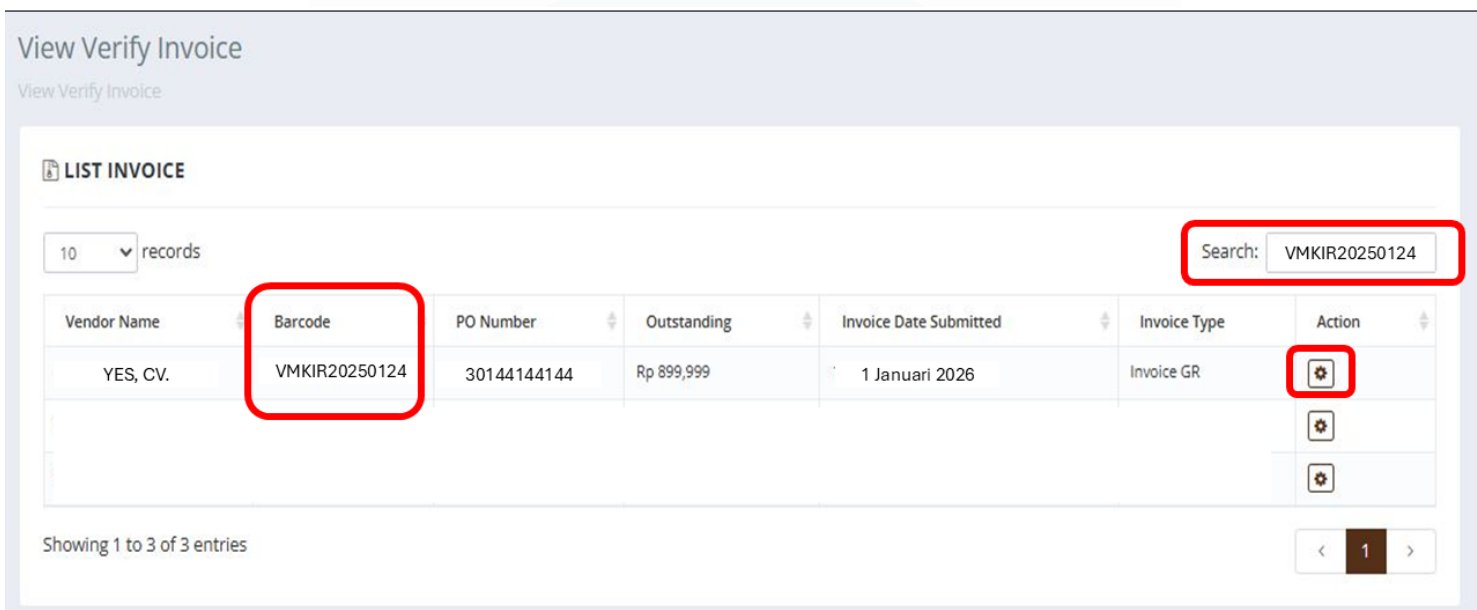 View Verify Invoice
View Verify Invoice
LIST INVOICE
10 records
Search: VMKIR20250124
Vendor Name Barcode PO Number Outstanding Invoice Date Submitted Invoice Type Action
YES, CV. VMKIR20250124 30144144144 Rp 899,999 1 Januari 2026 Invoice GR
Showing 1 to 3 of 3 entries
< 1 >